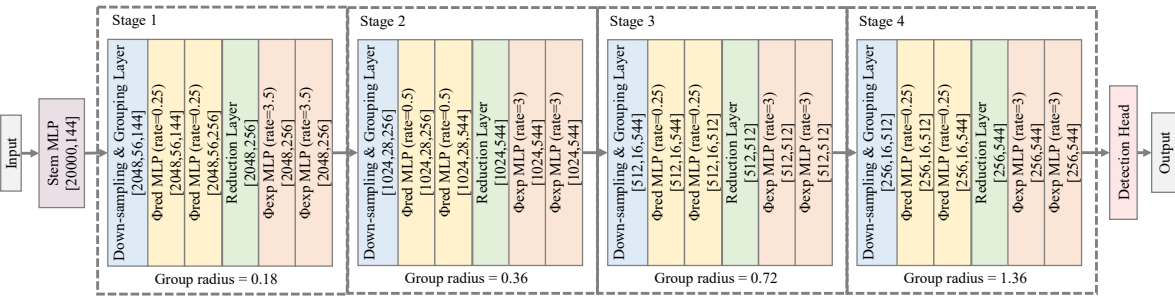 Input
Stem MLP
[20000,144]
Stage 1
Down-sampling & Grouping Layer
[2048,56,144]
Φred MLP (rate=0.25)
[2048,56,144]
Φred MLP (rate=0.25)
[2048,56,256]
Reduction Layer
[2048,256]
Φexp MLP (rate=3.5)
[2048,256]
Φexp MLP (rate=3.5)
[2048,256]
Group radius = 0.18
Stage 2
Down-sampling & Grouping Layer
[1024,28,256]
Φred MLP (rate=0.5)
[1024,28,256]
Φred MLP (rate=0.5)
[1024,28,544]
Reduction Layer
[1024,544]
Φexp MLP (rate=3)
[1024,544]
Φexp MLP (rate=3)
[1024,544]
Group radius = 0.36
Stage 3
Down-sampling & Grouping Layer
[512,16,544]
Φred MLP (rate=0.25)
[512,16,544]
Φred MLP (rate=0.25)
[512,16,512]
Reduction Layer
[512,512]
Φexp MLP (rate=3)
[512,512]
Φexp MLP (rate=3)
[512,512]
Group radius = 0.72
Stage 4
Down-sampling & Grouping Layer
[256,16,512]
Φred MLP (rate=0.25)
[256,16,512]
Φred MLP (rate=0.25)
[256,16,544]
Reduction Layer
[256,544]
Φexp MLP (rate=3)
[256,544]
Φexp MLP (rate=3)
[256,544]
Group radius = 1.36
Detection Head
Output